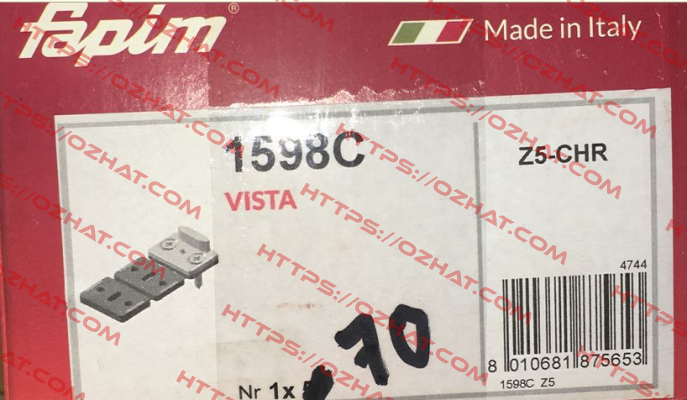 fapim®
Made in Italy
1598C
VISTA
Z5-CHR
4744
8 010681 875653
1598C Z5
Nr 1x
,70
HTTPS://OZHAT.COM